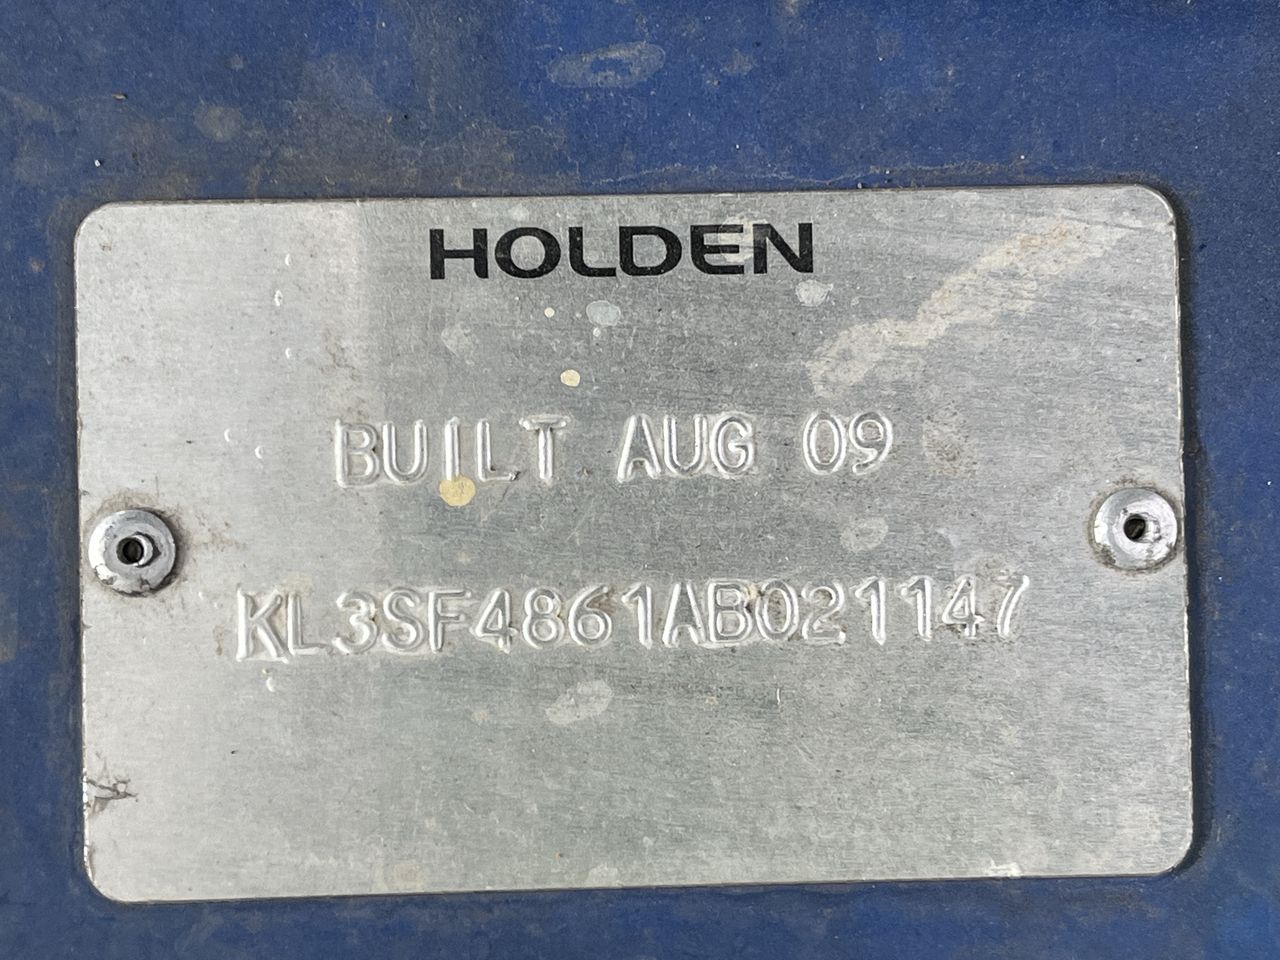 HOLDEN
BUILT AUG 09
KL3SF4861AB021147